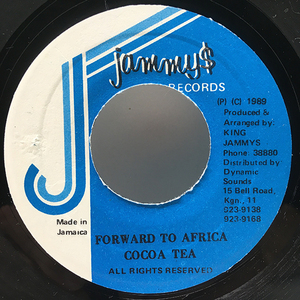 jammy$
RECORDS
(P) (C) 1989
Produced &
Arranged by:
KING
JAMMYS
Phone: 38880
Distributed by
Dynamic
Sounds
15 Bell Road,
Kgn., 11
923-9138
923-9168
Made in
Jamaica
FORWARD TO AFRICA
COCOA TEA
ALL RIGHTS RESERVED